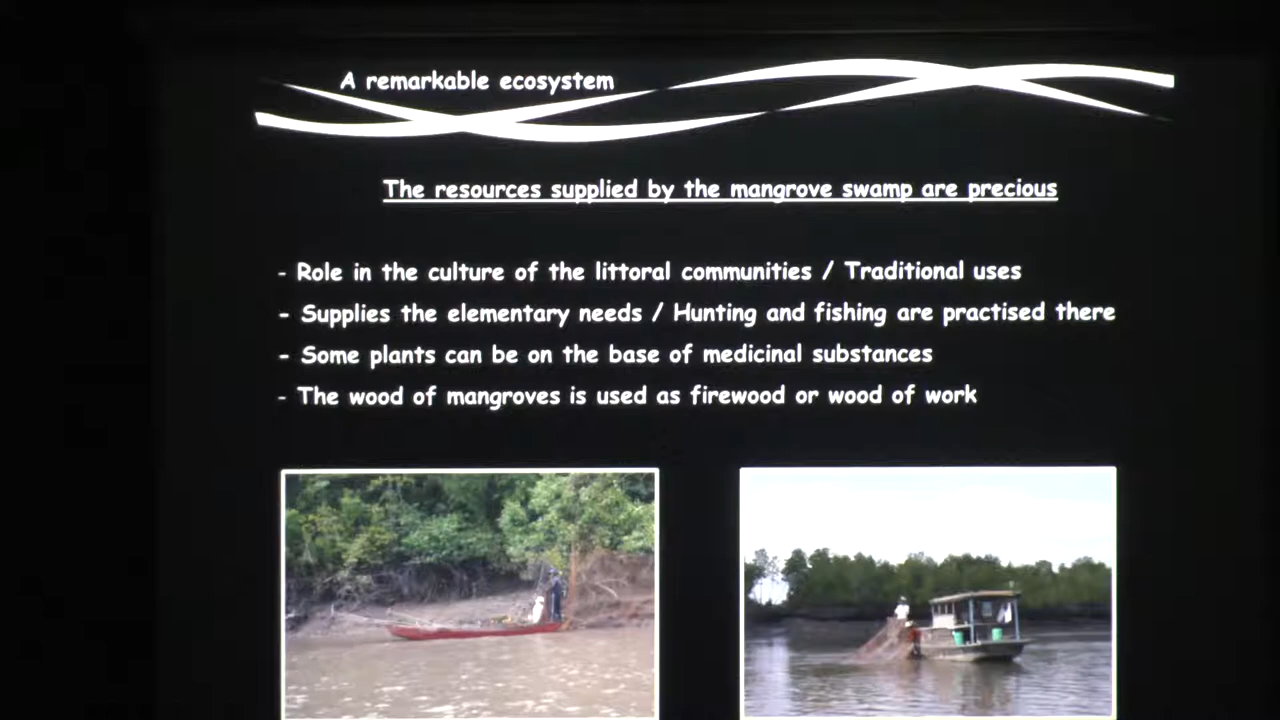 A remarkable ecosystem
The resources supplied by the mangrove swamp are precious
- Role in the culture of the littoral communities / Traditional uses
- Supplies the elementary needs / Hunting and fishing are practised there
- Some plants can be on the base of medicinal substances
- The wood of mangroves is used as firewood or wood of work